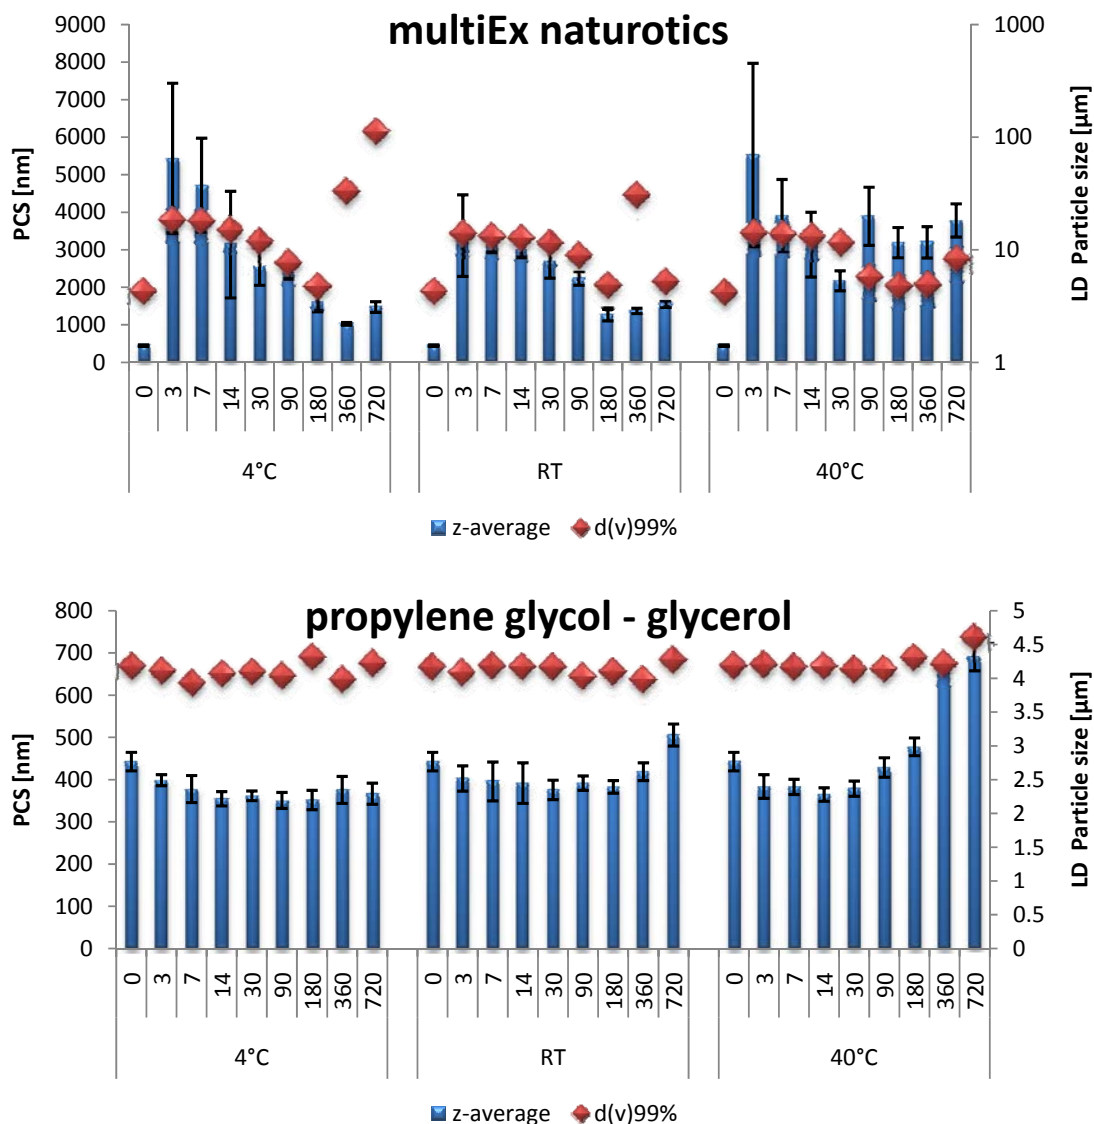 multiEx naturotics
9000
8000
7000
6000
5000
4000
3000
2000
1000
0
PCS [nm]
1000
100
10
1
LD Particle size [µm]
0 3 7 14 30 90 180 360 720 0 3 7 14 30 90 180 360 720 0 3 7 14 30 90 180 360 720
4°C RT 40°C
z-average d(v)99%
propylene glycol - glycerol
800
700
600
500
400
300
200
100
0
PCS [nm]
5
4.5
4
3.5
3
2.5
2
1.5
1
0.5
0
LD Particle size [µm]
0 3 7 14 30 90 180 360 720 0 3 7 14 30 90 180 360 720 0 3 7 14 30 90 180 360 720
4°C RT 40°C
z-average d(v)99%